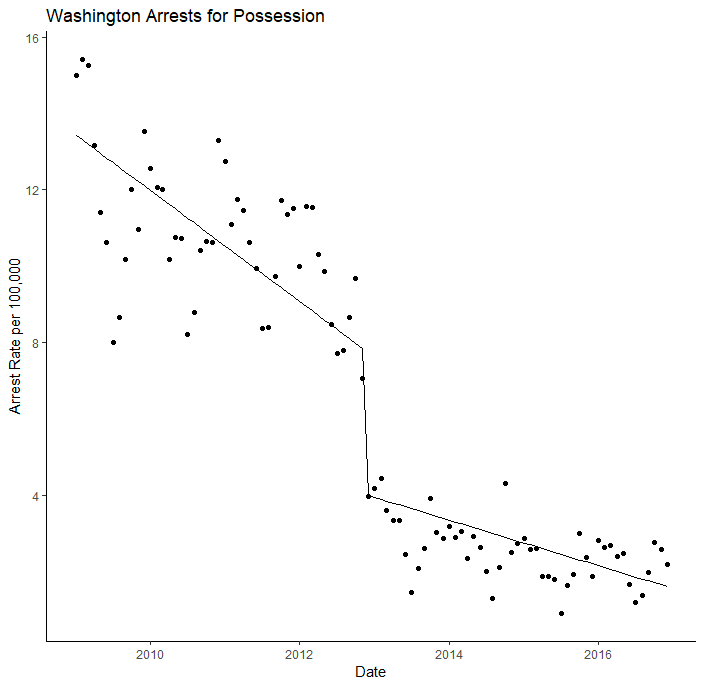 Washington Arrests for Possession
16
12
8
4
Arrest Rate per 100,000
2010 2012 2014 2016
Date